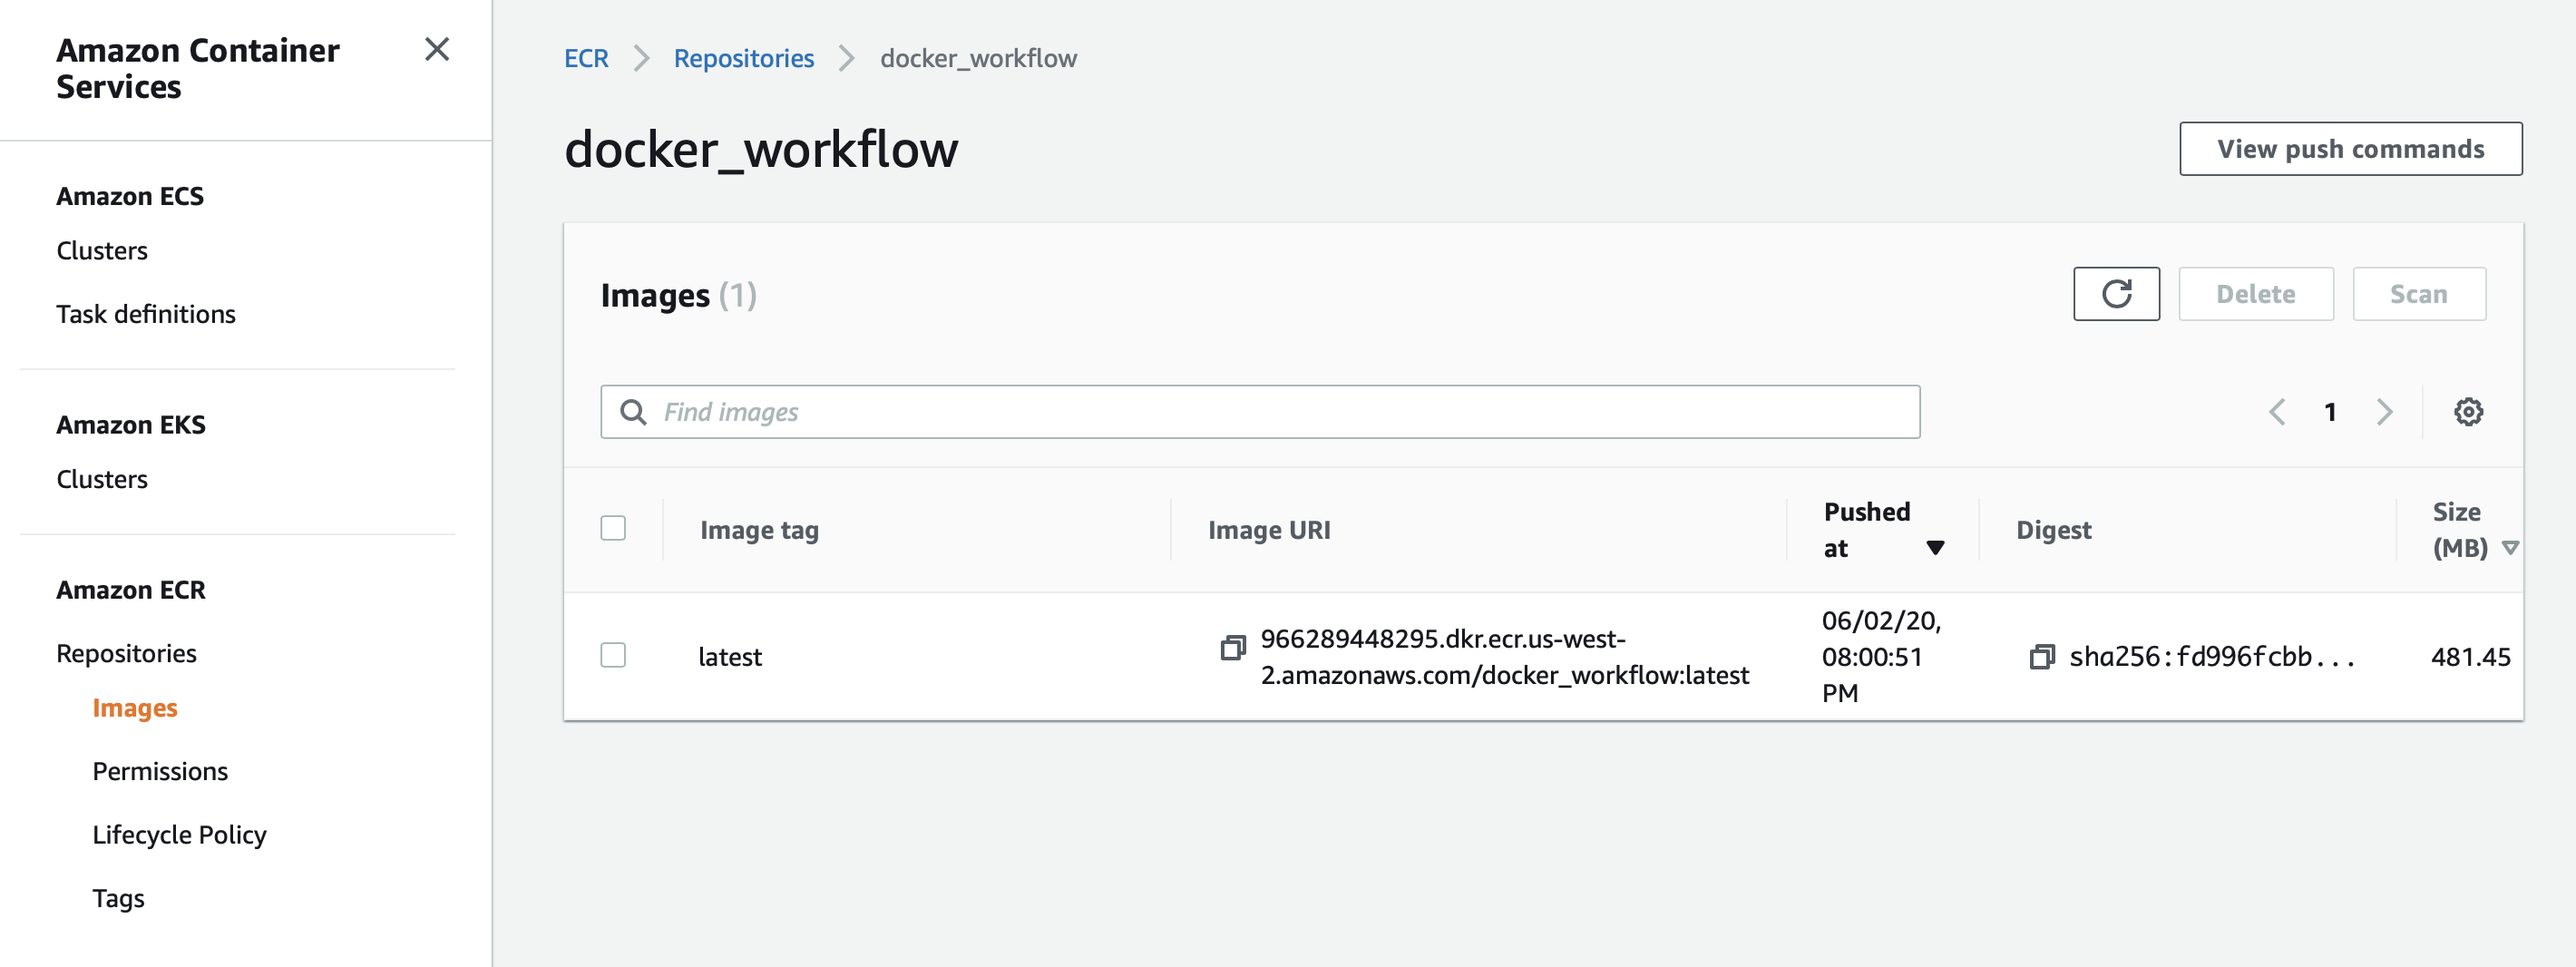 Amazon Container
Services
Amazon ECS
Clusters
Task definitions
Amazon EKS
Clusters
Amazon ECR
Repositories
Images
Permissions
Lifecycle Policy
Tags
ECR Repositories docker_workflow
docker_workflow
View push commands
Images (1)
Delete
Scan
Find images
1
Image tag
Image URI
Pushed
at
Digest
Size
(MB)
latest
966289448295.dkr.ecr.us-west-
2.amazonaws.com/docker_workflow:latest
06/02/20,
08:00:51
PM
sha256:fd996fcbb...
481.45